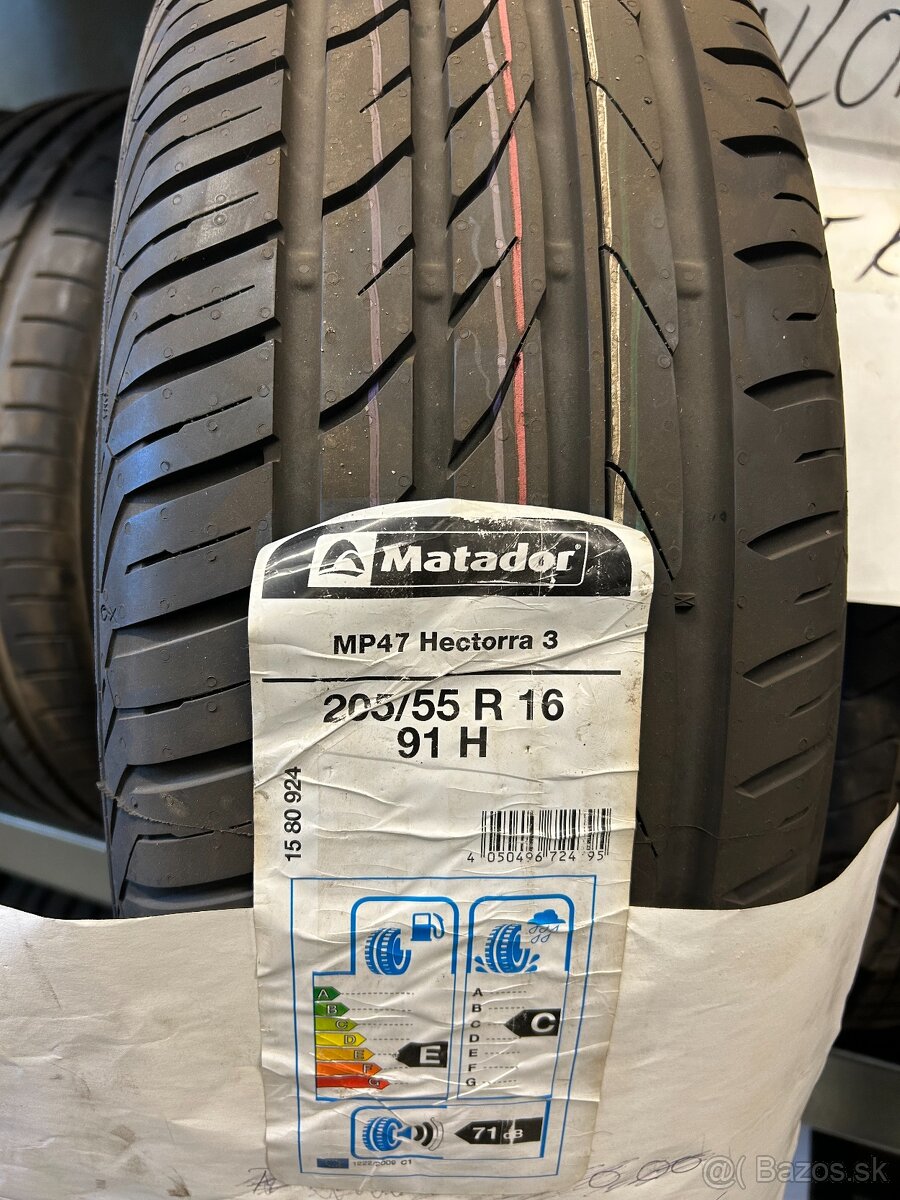 Matador
MP47 Hectorra 3
205/55 R 16
91 H
15 80 924
4 050496 724 95
A
B
C
D
E
F
G
E
A
B
C
D
E
F
G
C
71 dB
1222/2009 C1
@( Bazos.sk